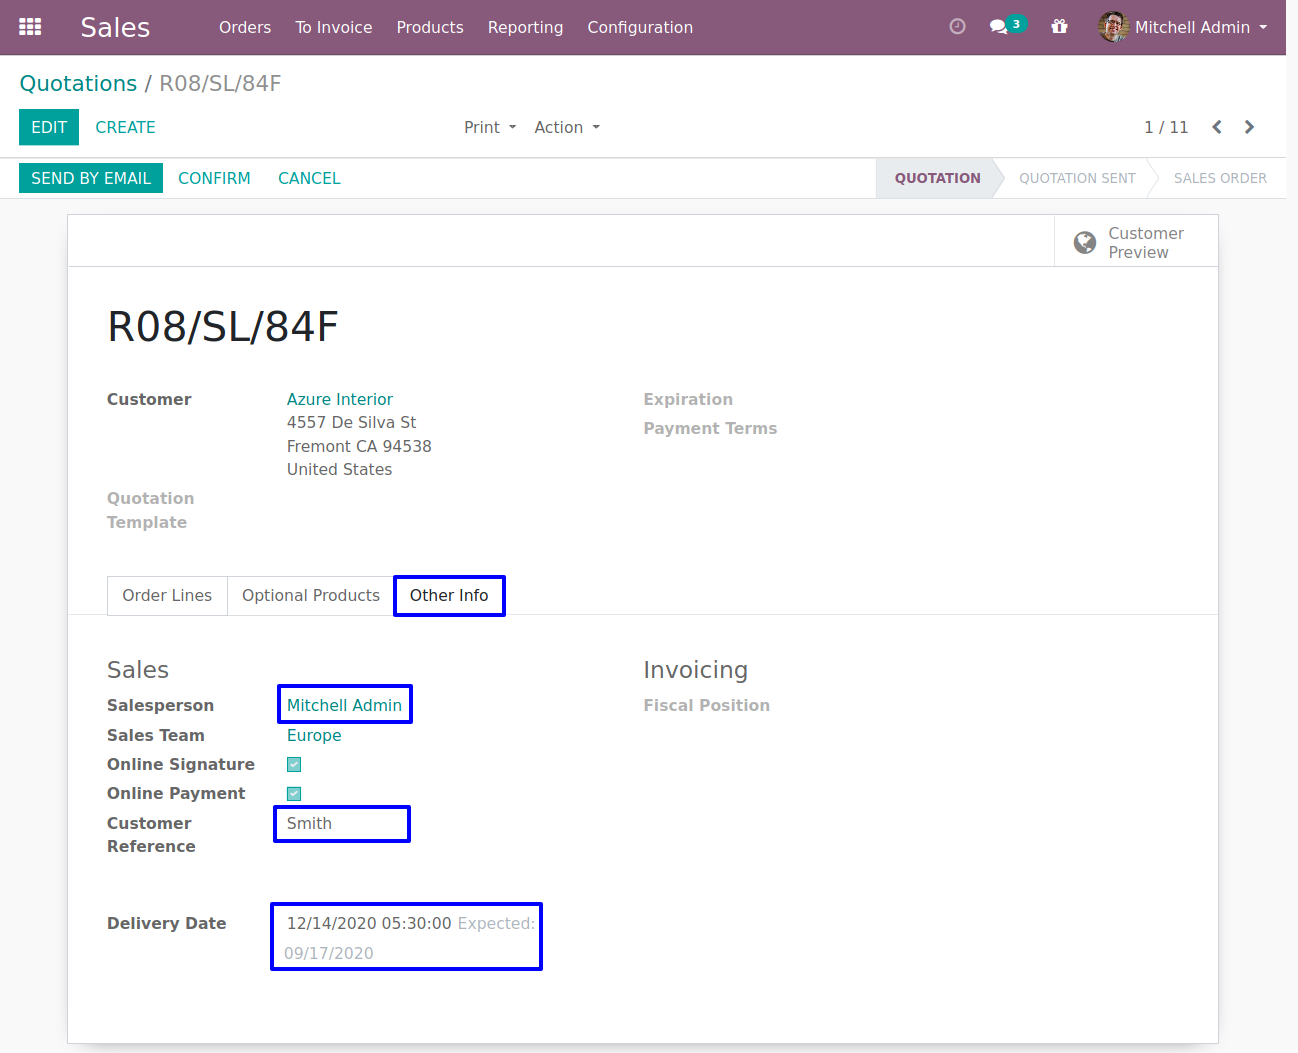 Sales Orders To Invoice Products Reporting Configuration 3 Mitchell Admin
Quotations / R08/SL/84F
EDIT CREATE Print Action 1 / 11
SEND BY EMAIL CONFIRM CANCEL QUOTATION QUOTATION SENT SALES ORDER
Customer
Preview
R08/SL/84F
Customer Azure Interior Expiration
4557 De Silva St Payment Terms
Fremont CA 94538
United States
Quotation
Template
Order Lines Optional Products Other Info
Sales Invoicing
Salesperson Mitchell Admin Fiscal Position
Sales Team Europe
Online Signature
Online Payment
Customer Smith
Reference
Delivery Date 12/14/2020 05:30:00 Expected:
09/17/2020